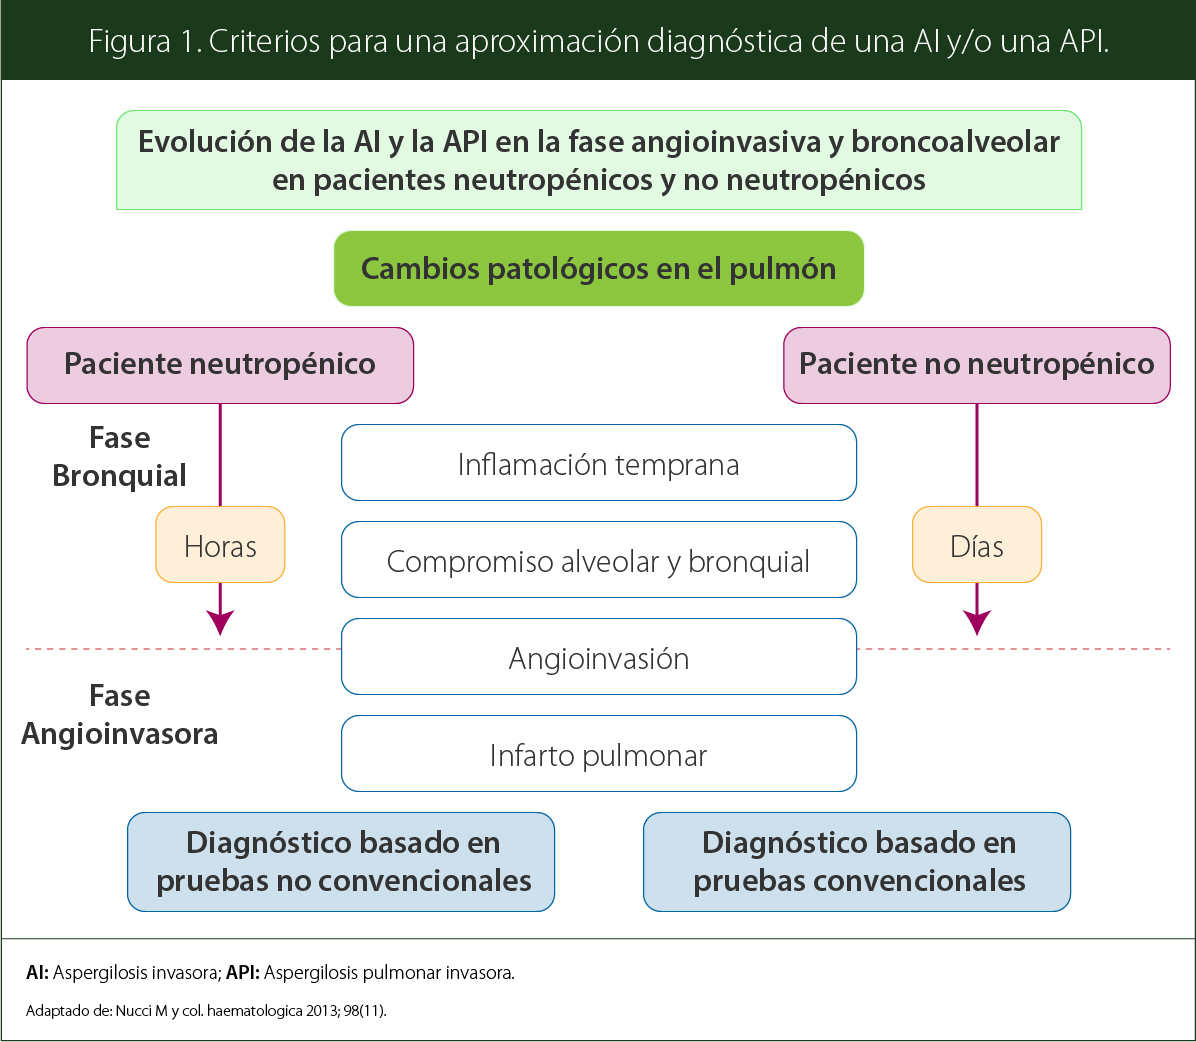 Figura 1. Criterios para una aproximación diagnóstica de una AI y/o una API.
Evolución de la AI y la API en la fase angioinvasiva y broncoalveolar
en pacientes neutropénicos y no neutropénicos
Cambios patológicos en el pulmón
Paciente neutropénico
Paciente no neutropénico
Fase
Bronquial
Inflamación temprana
Horas
Compromiso alveolar y bronquial
Días
Angioinvasión
Fase
Angioinvasora
Infarto pulmonar
Diagnóstico basado en
pruebas no convencionales
Diagnóstico basado en
pruebas convencionales
AI: Aspergilosis invasora; API: Aspergilosis pulmonar invasora.
Adaptado de: Nucci M y col. haematologica 2013; 98(11).